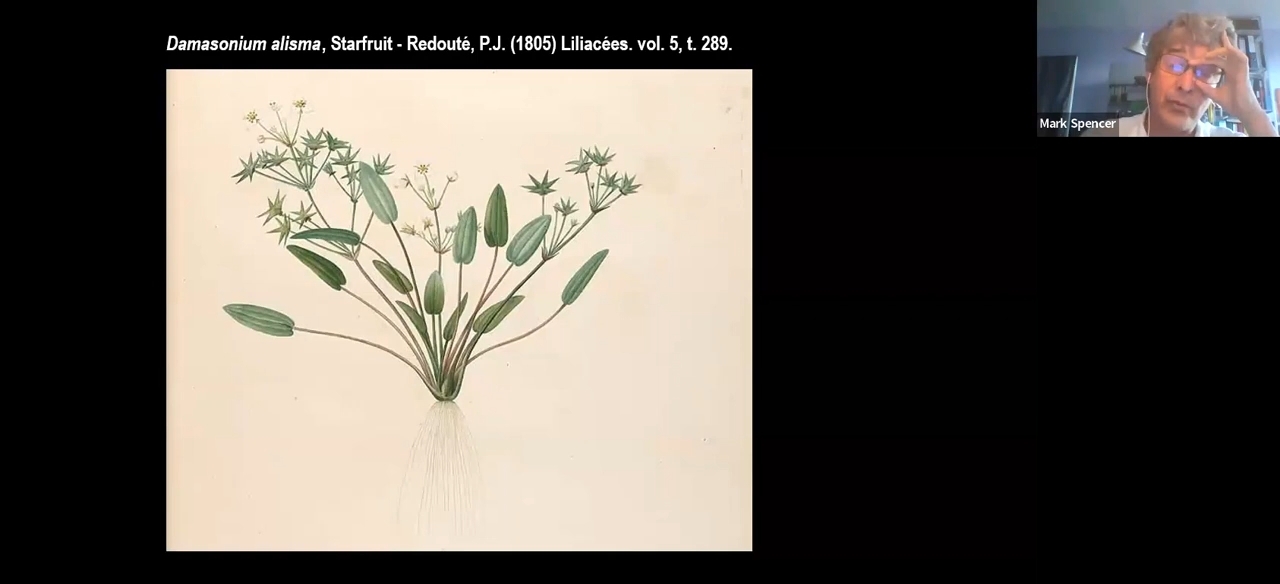 Damasonium alisma, Starfruit - Redouté, P.J. (1805) Liliacées. vol. 5, t. 289.
Mark Spencer